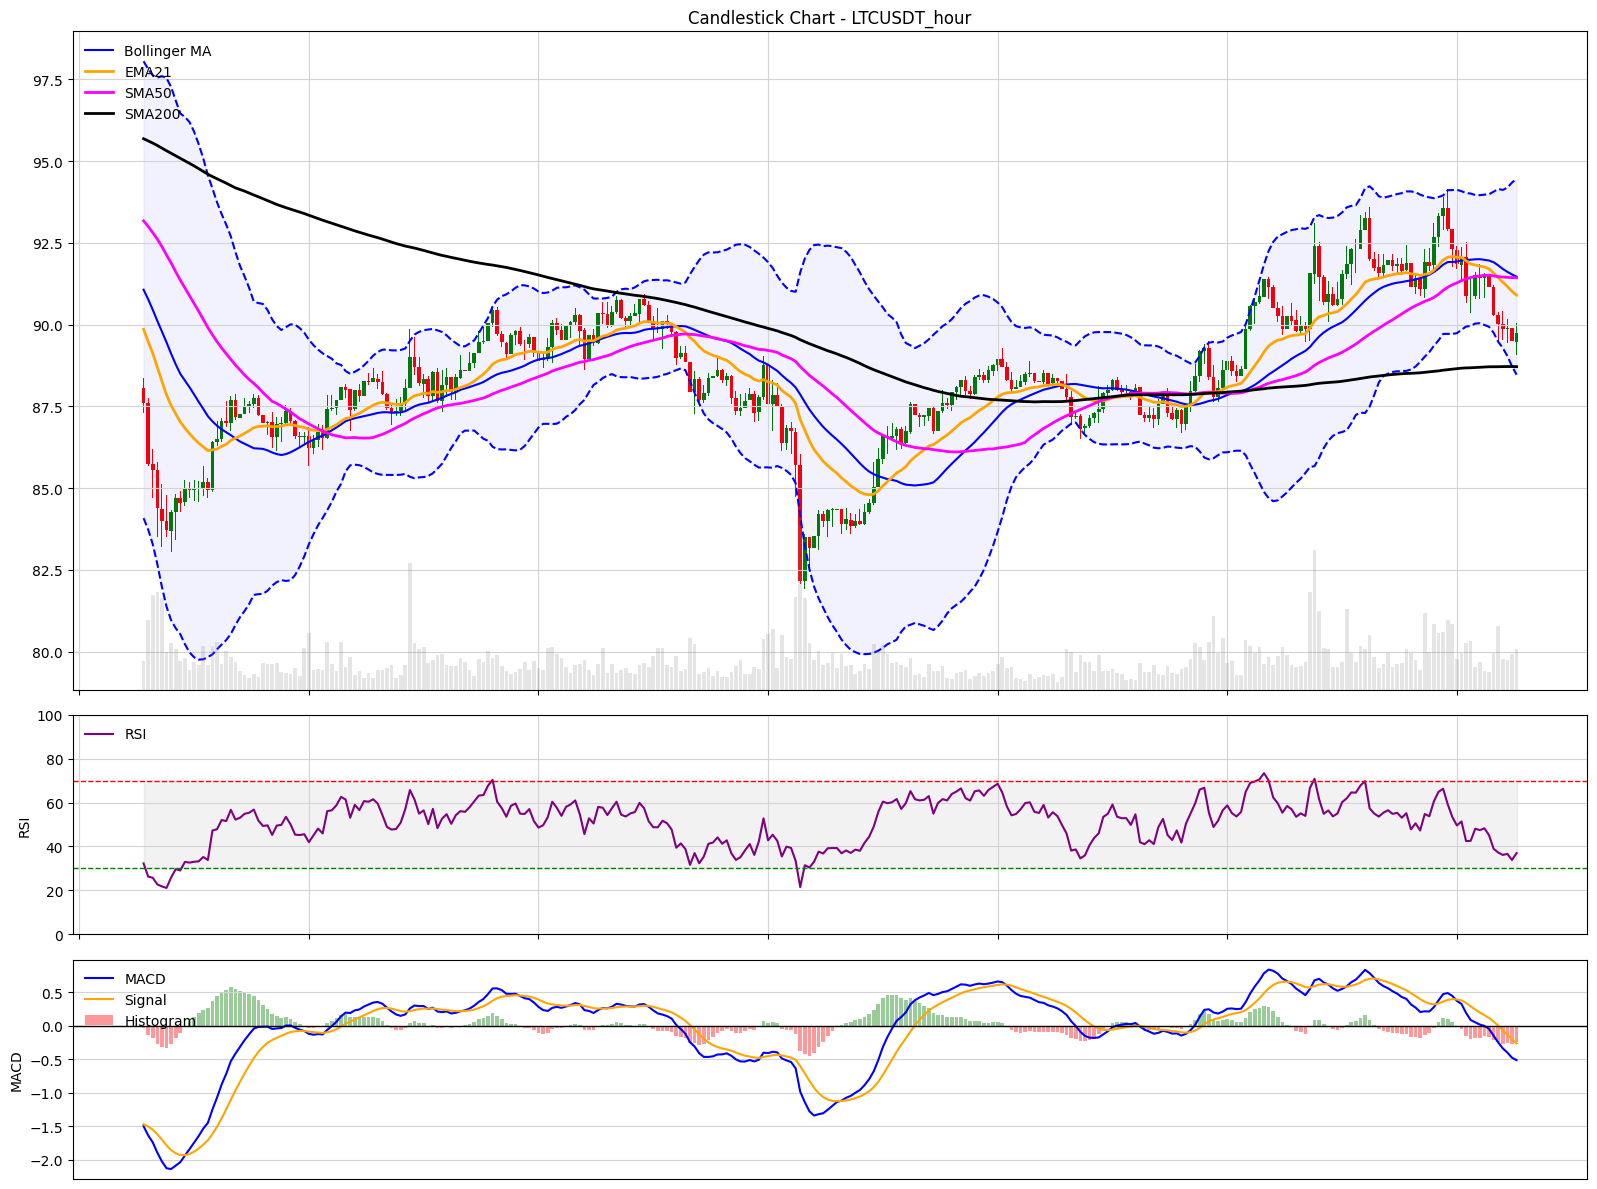 Candlestick Chart - LTCUSDT_hour
Bollinger MA
EMA21
SMA50
SMA200
97.5
95.0
92.5
90.0
87.5
85.0
82.5
80.0
RSI
100
80
60
40
20
0
RSI
MACD
Signal
Histogram
0.5
0.0
−0.5
−1.0
−1.5
−2.0
MACD